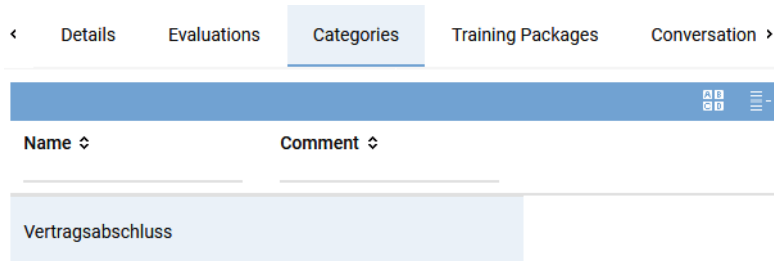 Details Evaluations Categories Training Packages Conversation
A B
C D
Name Comment
Vertragsabschluss